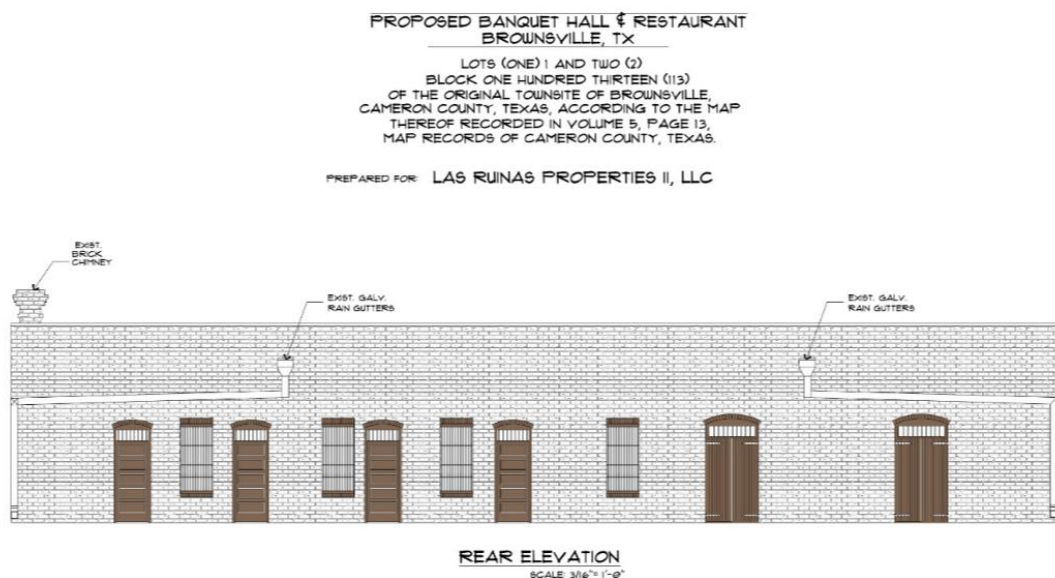 PROPOSED BANQUET HALL & RESTAURANT
BROWNSVILLE, TX
LOTS (ONE) 1 AND TWO (2)
BLOCK ONE HUNDRED THIRTEEN (113)
OF THE ORIGINAL TOWNSITE OF BROWNSVILLE,
CAMERON COUNTY, TEXAS, ACCORDING TO THE MAP
THEREOF RECORDED IN VOLUME 5, PAGE 13,
MAP RECORDS OF CAMERON COUNTY, TEXAS.
PREPARED FOR: LAS RUINAS PROPERTIES II, LLC
EXIST.
BRICK
CHIMNEY
EXIST. GALV.
RAIN GUTTERS
EXIST. GALV.
RAIN GUTTERS
REAR ELEVATION
SCALE: 3/16"= 1'-0"